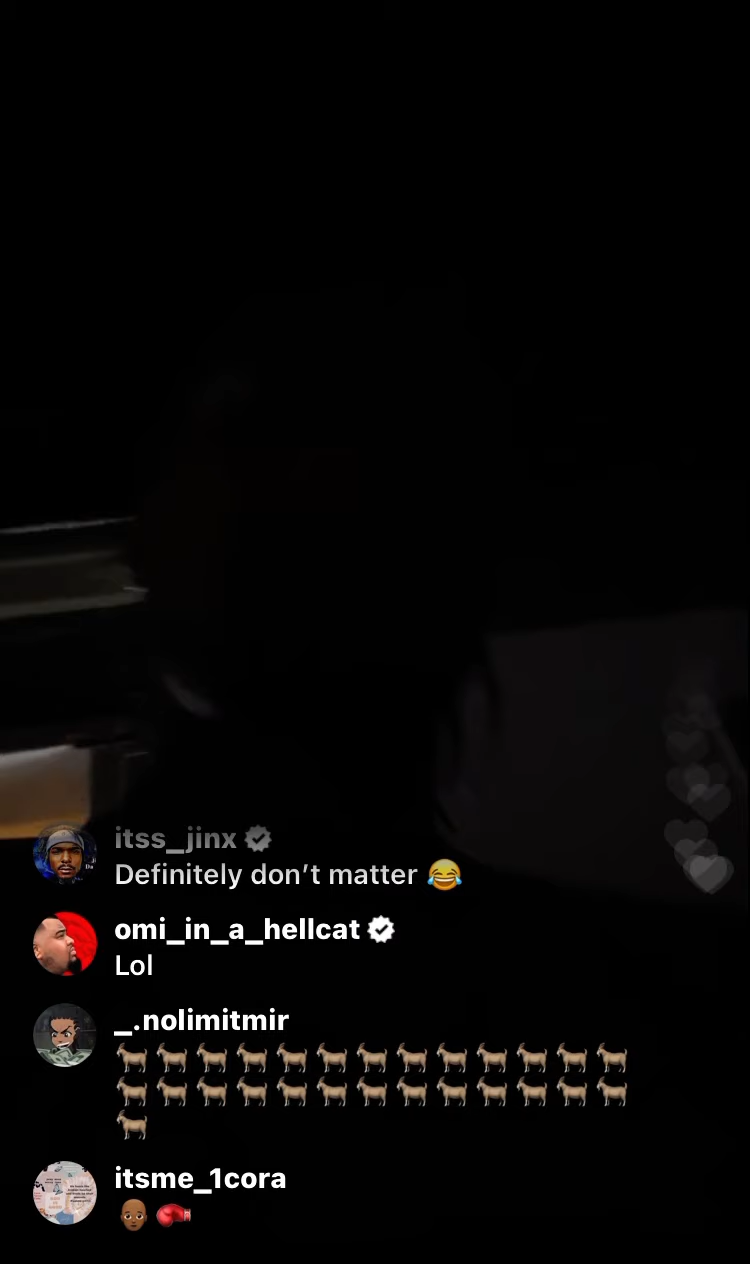 itss_jinx
Definitely don’t matter 😂
omi_in_a_hellcat
Lol
_.nolimitmir
🐐🐐🐐🐐🐐🐐🐐🐐🐐🐐🐐🐐🐐
🐐🐐🐐🐐🐐🐐🐐🐐🐐🐐🐐🐐🐐
🐐
itsme_1cora
👩🏾‍🦲🥊